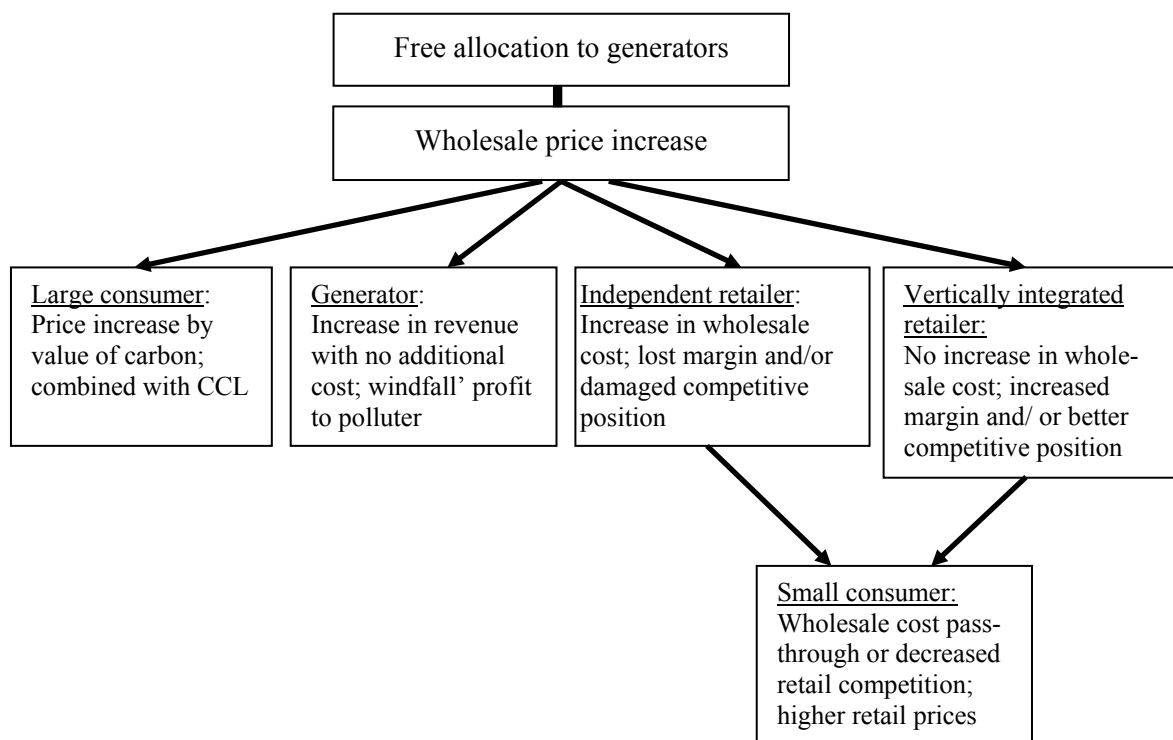 Free allocation to generators
Wholesale price increase
Large consumer:
Price increase by
value of carbon;
combined with CCL
Generator:
Increase in revenue
with no additional
cost; windfall’ profit
to polluter
Independent retailer:
Increase in wholesale
cost; lost margin and/or
damaged competitive
position
Vertically integrated
retailer:
No increase in whole-
sale cost; increased
margin and/ or better
competitive position
Small consumer:
Wholesale cost pass-
through or decreased
retail competition;
higher retail prices